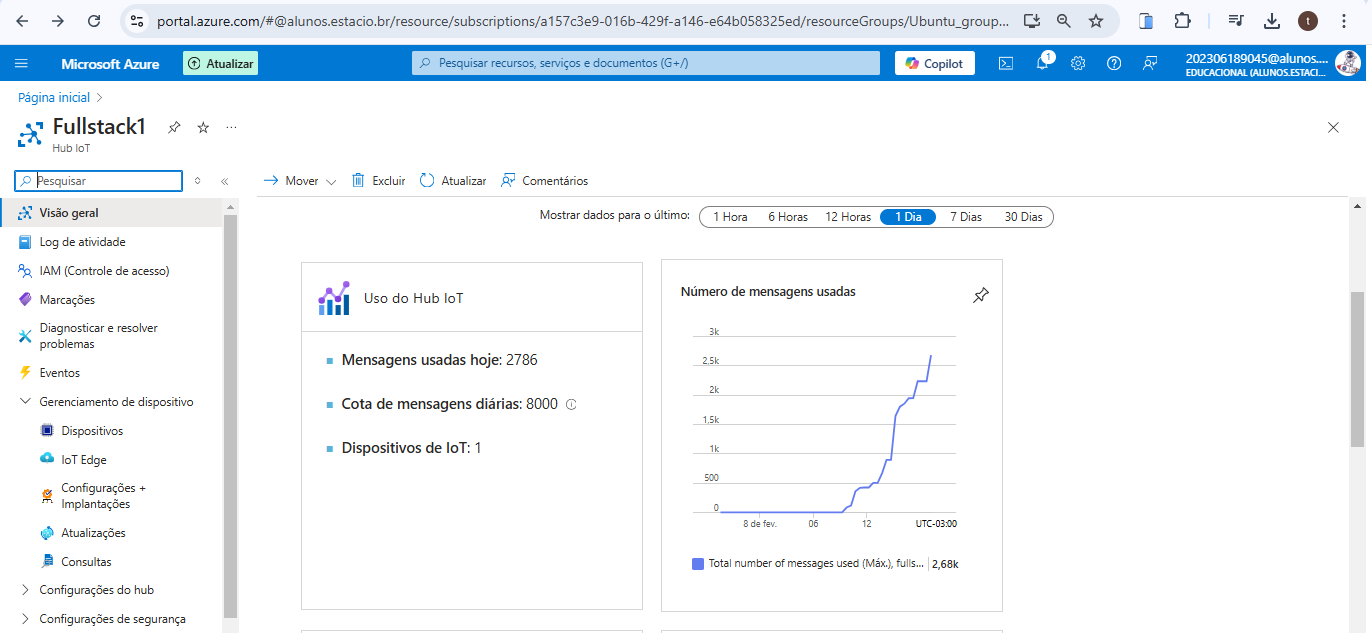 portal.azure.com/#@alunos.estacio.br/resource/subscriptions/a157c3e9-016b-429f-a146-e64b058325ed/resourceGroups/Ubuntu_group...
t
Microsoft Azure
Atualizar
Pesquisar recursos, serviços e documentos (G+/)
Copilot
1
202306189045@alunos....
EDUCACIONAL (ALUNOS.ESTACI...
Página inicial
Fullstack1
...
Hub IoT
Pesquisar
Mover
Excluir
Atualizar
Comentários
Visão geral
Log de atividade
IAM (Controle de acesso)
Marcações
Diagnosticar e resolver
problemas
Eventos
Gerenciamento de dispositivo
Dispositivos
IoT Edge
Configurações +
Implantações
Atualizações
Consultas
Configurações do hub
Configurações de segurança
Mostrar dados para o último:
1 Hora
6 Horas
12 Horas
1 Dia
7 Dias
30 Dias
Uso do Hub IoT
Mensagens usadas hoje: 2786
Cota de mensagens diárias: 8000
Dispositivos de IoT: 1
Número de mensagens usadas
3k
2,5k
2k
1,5k
1k
500
0
8 de fev.
06
12
UTC-03:00
Total number of messages used (Máx.), fulls...
2,68k